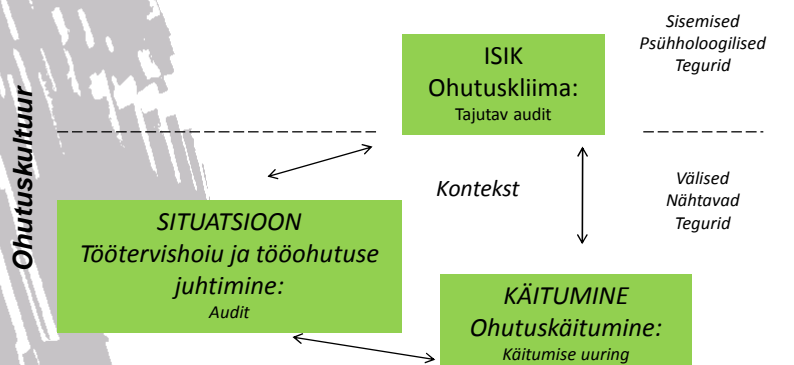 Ohutuskultuur
ISIK
Ohutuskliima:
Tajutav audit
Sisemised
Psühholoogilised
Tegurid
Kontekst
Välised
Nähtavad
Tegurid
SITUATSIOON
Töötervishoiu ja tööohutuse
juhtimine:
Audit
KÄITUMINE
Ohutuskäitumine:
Käitumise uuring